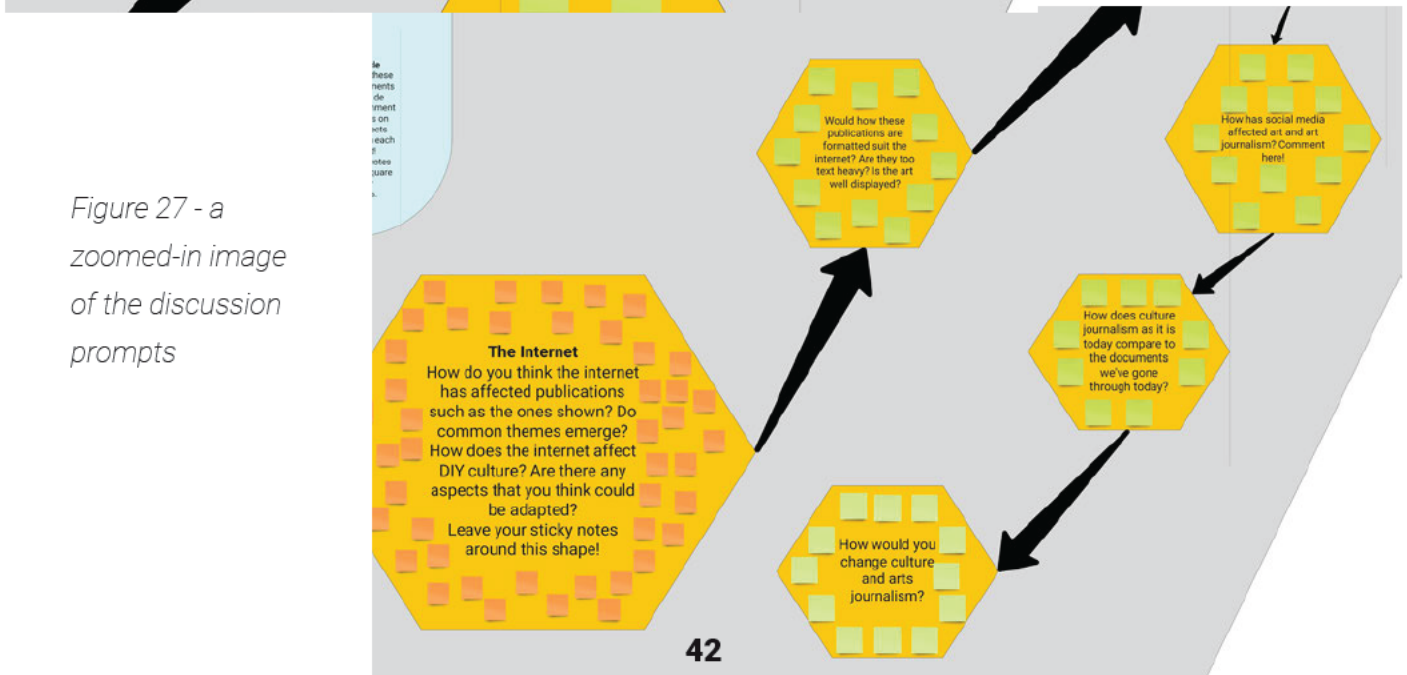 Figure 27 - a
zoomed-in image
of the discussion
prompts
de
each
Would how these
publications are
formatted suit the
internet? Are they too
text heavy? Is the art
well displayed?
How has social media
affected art and art
journalism? Comment
here!
How does culture
journalism as it is
today compare to
the documents
we've gone
through today?
The Internet
How do you think the internet
has affected publications
such as the ones shown? Do
common themes emerge?
How does the internet affect
DIY culture? Are there any
aspects that you think could
be adapted?
Leave your sticky notes
around this shape!
How would you
change culture
and arts
journalism?
42